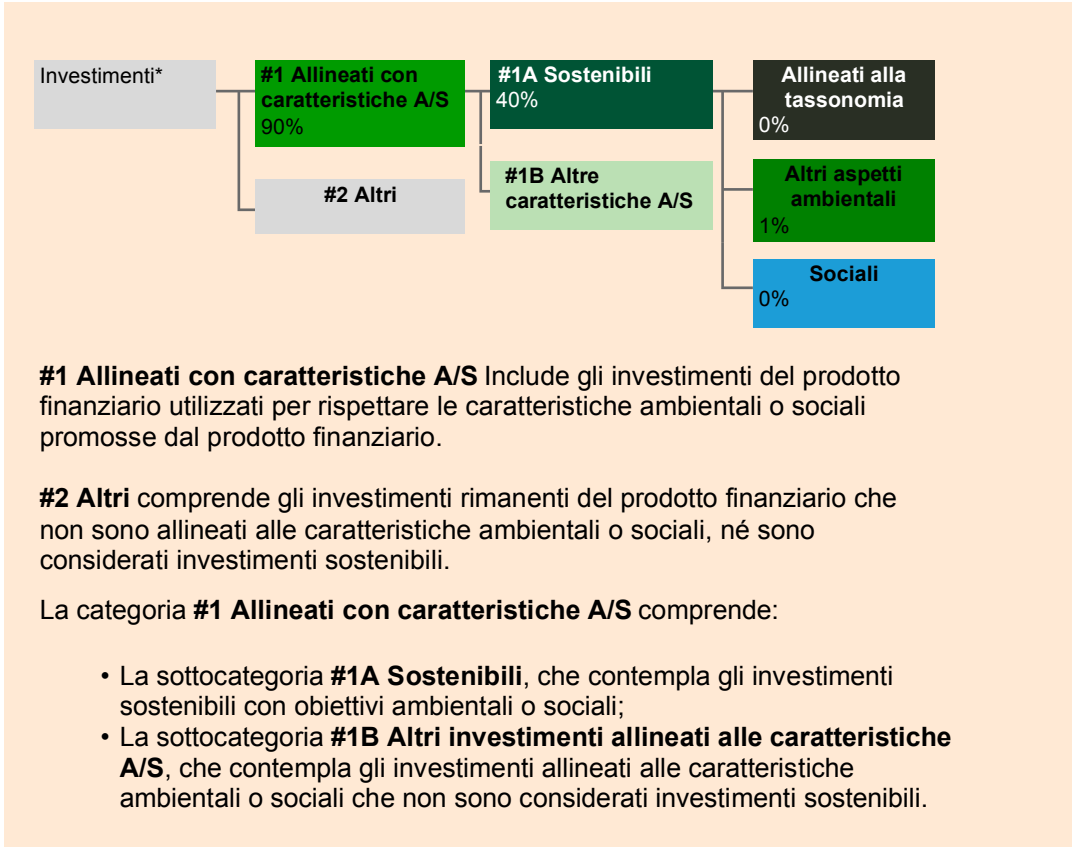 Investimenti*
#1 Allineati con
caratteristiche A/S
90%
#2 Altri
#1A Sostenibili
40%
#1B Altre
caratteristiche A/S
Allineati alla
tassonomia
0%
Altri aspetti
ambientali
1%
Sociali
0%
#1 Allineati con caratteristiche A/S Include gli investimenti del prodotto
finanziario utilizzati per rispettare le caratteristiche ambientali o sociali
promosse dal prodotto finanziario.
#2 Altri comprende gli investimenti rimanenti del prodotto finanziario che
non sono allineati alle caratteristiche ambientali o sociali, né sono
considerati investimenti sostenibili.
La categoria #1 Allineati con caratteristiche A/S comprende:
• La sottocategoria #1A Sostenibili, che contempla gli investimenti
sostenibili con obiettivi ambientali o sociali;
• La sottocategoria #1B Altri investimenti allineati alle caratteristiche
A/S, che contempla gli investimenti allineati alle caratteristiche
ambientali o sociali che non sono considerati investimenti sostenibili.